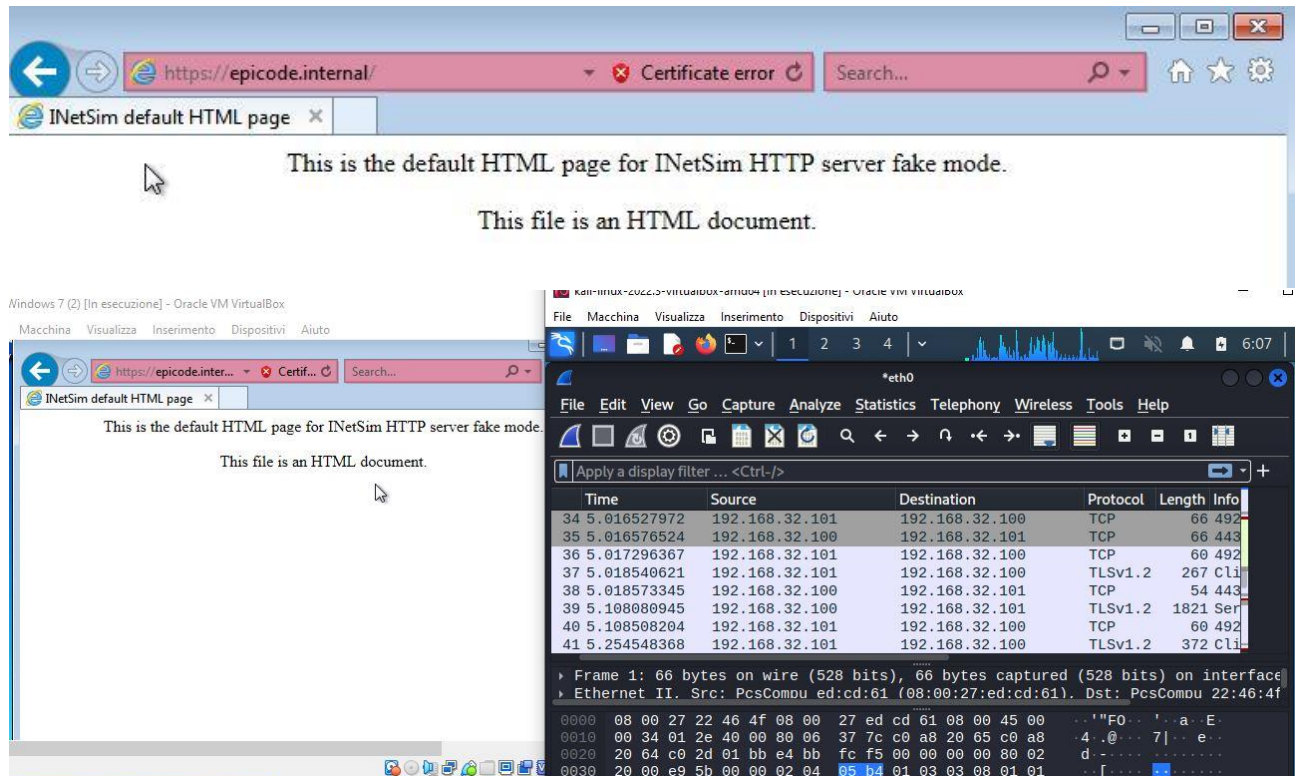 https://epicode.internal/ Certificate error Search...
INetSim default HTML page
This is the default HTML page for INetSim HTTP server fake mode.
This file is an HTML document.
Windows 7 (2) [In esecuzione] - Oracle VM VirtualBox
Macchina Visualizza Inserimento Dispositivi Aiuto
https://epicode.inter... Certif... Search...
INetSim default HTML page
This is the default HTML page for INetSim HTTP server fake mode.
This file is an HTML document.
kali-linux-2022.3-virtualbox-amd64 [In esecuzione] - Oracle VM VirtualBox
File Macchina Visualizza Inserimento Dispositivi Aiuto
1 2 3 4 6:07
*eth0
File Edit View Go Capture Analyze Statistics Telephony Wireless Tools Help
Apply a display filter ... <Ctrl-/>
Time Source Destination Protocol Length Info
34 5.016527972 192.168.32.101 192.168.32.100 TCP 66 492
35 5.016576524 192.168.32.100 192.168.32.101 TCP 66 443
36 5.017296367 192.168.32.101 192.168.32.100 TCP 60 492
37 5.018540621 192.168.32.101 192.168.32.100 TLSv1.2 267 Cli
38 5.018573345 192.168.32.100 192.168.32.101 TCP 54 443
39 5.108080945 192.168.32.100 192.168.32.101 TLSv1.2 1821 Ser
40 5.108508204 192.168.32.101 192.168.32.100 TCP 60 492
41 5.254548368 192.168.32.101 192.168.32.100 TLSv1.2 372 Cli
Frame 1: 66 bytes on wire (528 bits), 66 bytes captured (528 bits) on interface
Ethernet II, Src: PcsCompu_ed:cd:61 (08:00:27:ed:cd:61), Dst: PcsCompu_22:46:4f
0000 08 00 27 22 46 4f 08 00 27 ed cd 61 08 00 45 00 ··'"FO·· '··a··E·
0010 00 34 01 2e 40 00 80 06 37 7c c0 a8 20 65 c0 a8 ·4·.@··· 7|·· e··
0020 20 64 c0 2d 01 bb e4 bb fc f5 00 00 00 00 80 02 d·-···· ········
0030 20 00 e9 5b 00 00 02 04 05 b4 01 03 03 08 01 01 ··[···· ········